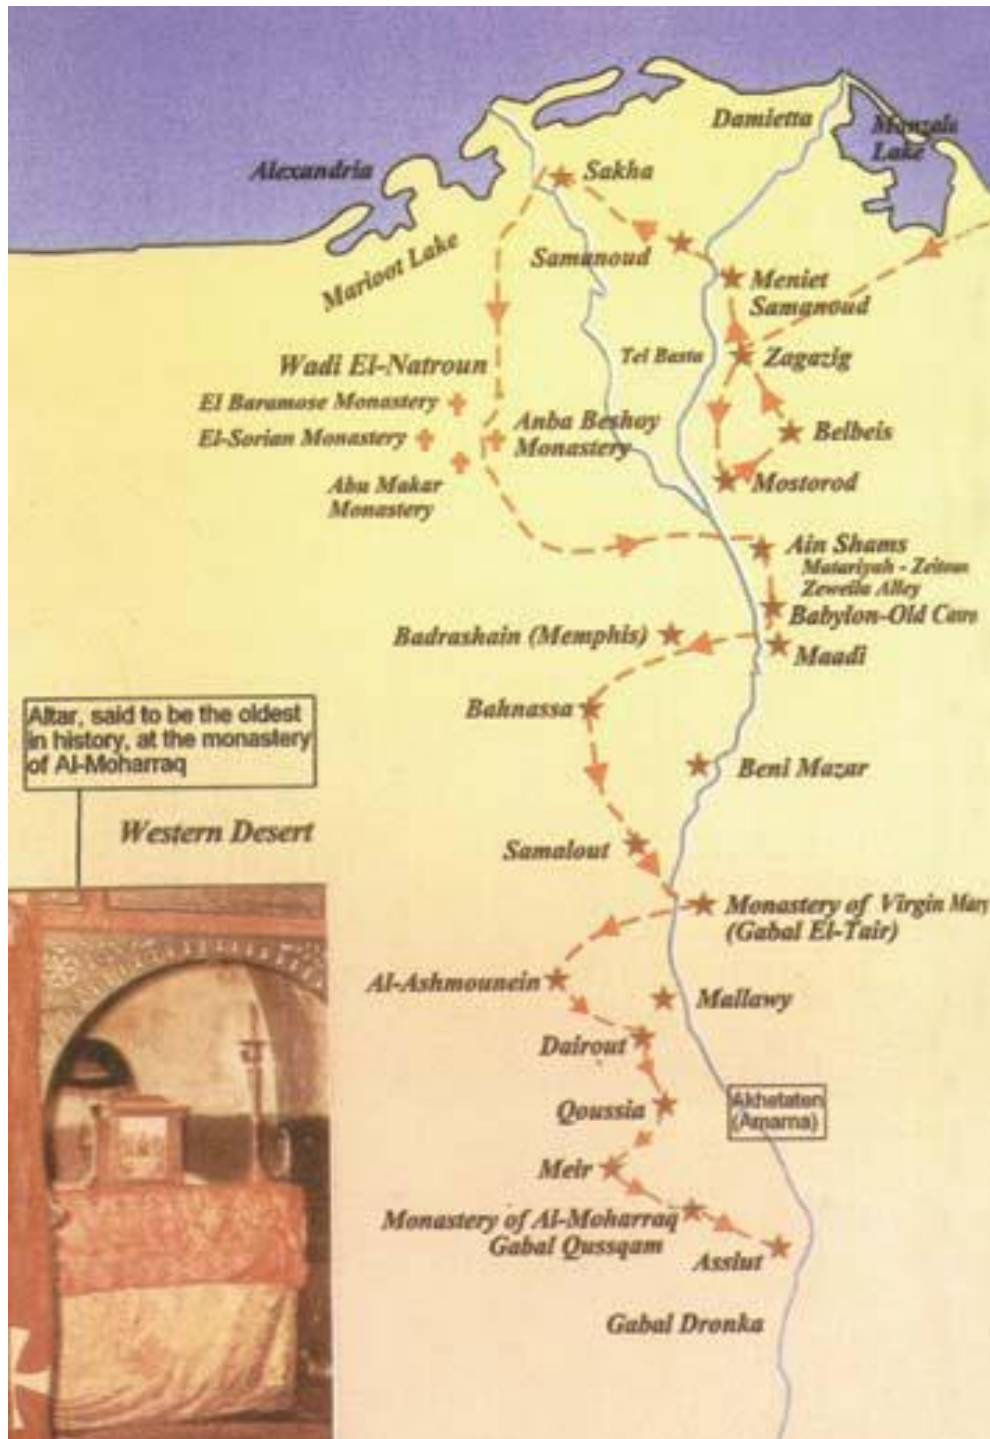 Damietta
Manzala
Lake
Alexandria
Sakha
Marioot Lake
Samanoud
Meniet
Samanoud
Tel Basta
Zagazig
Wadi El-Natroun
El Baramose Monastery
El-Sorian Monastery
Anba Beshoy
Monastery
Belbeis
Abu Makar
Monastery
Mostorod
Ain Shams
Matariyah - Zeitoun
Zeweila Alley
Babylon-Old Cairo
Badrashain (Memphis)
Maadi
Bahnassa
Altar, said to be the oldest
in history, at the monastery
of Al-Moharraq
Beni Mazar
Western Desert
Samalout
Monastery of Virgin Mary
(Gabal El-Tair)
Al-Ashmounein
Mallawy
Dairout
Akhetaten
(Amarna)
Qoussia
Meir
Monastery of Al-Moharraq
Gabal Qussqam
Assiut
Gabal Dronka